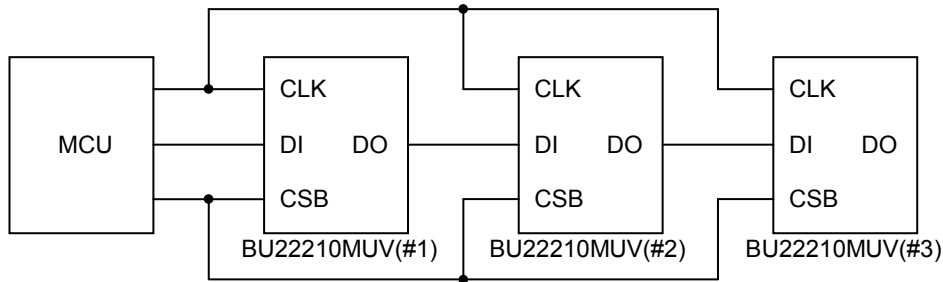 CLK CLK CLK
MCU DI DO DI DO DI DO
CSB CSB CSB
BU22210MUV(#1) BU22210MUV(#2) BU22210MUV(#3)